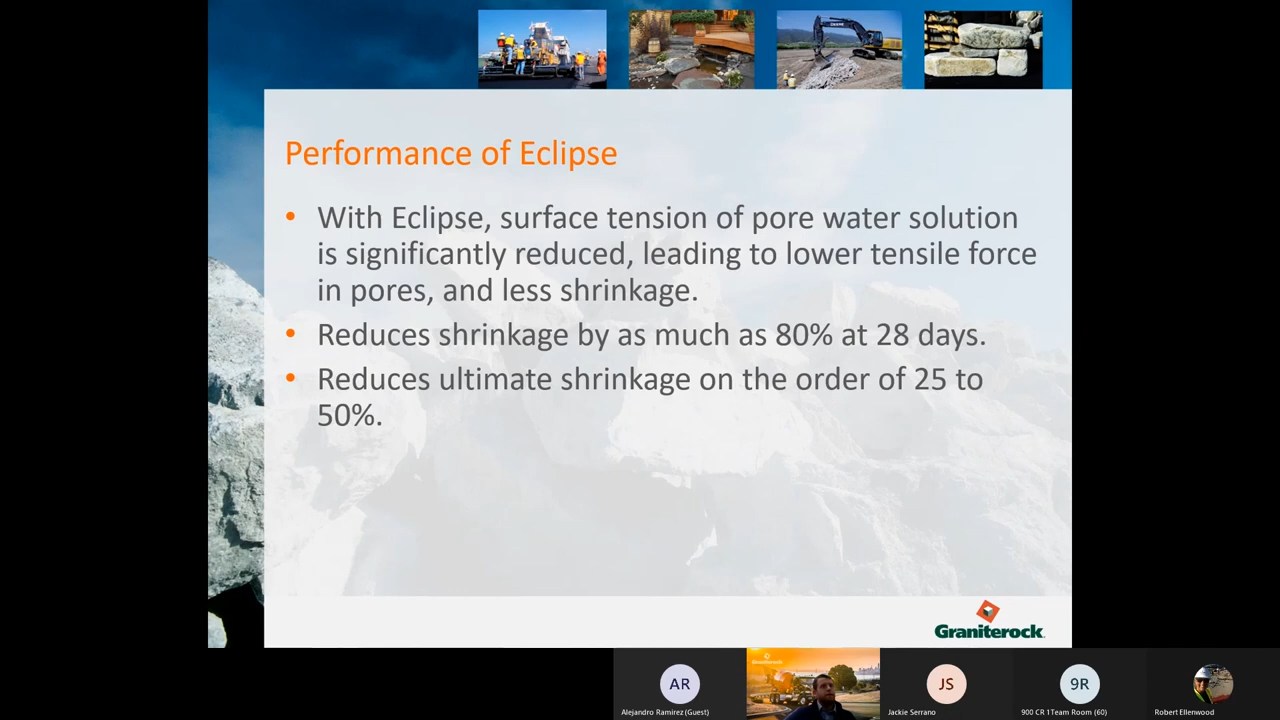 Performance of Eclipse
• With Eclipse, surface tension of pore water solution
is significantly reduced, leading to lower tensile force
in pores, and less shrinkage.
• Reduces shrinkage by as much as 80% at 28 days.
• Reduces ultimate shrinkage on the order of 25 to
50%.
Graniterock
AR
Alejandro Ramirez (Guest)
Graniterock
JS
Jackie Serrano
9R
900 CR 1Team Room (60)
Robert Ellenwood